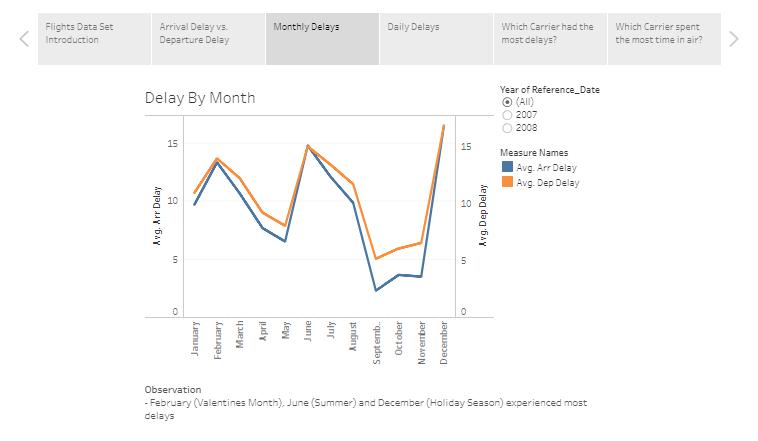 Flights Data Set
Introduction
Arrival Delay vs.
Departure Delay
Monthly Delays
Daily Delays
Which Carrier had the
most delays?
Which Carrier spent
the most time in air?
Delay By Month
Year of Reference_Date
(All)
2007
2008
Measure Names
Avg. Arr Delay
Avg. Dep Delay
Avg. Arr Delay
15
10
5
0
15
10
5
0
Avg. Dep Delay
January
February
March
April
May
June
July
August
Septemb..
October
November
December
Observation
- February (Valentines Month), June (Summer) and December (Holiday Season) experienced most
delays